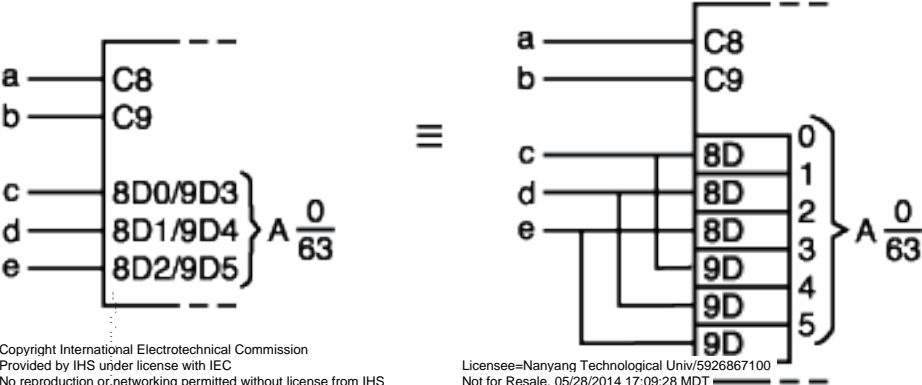 a C8
b C9
c 8D0/9D3
d 8D1/9D4
e 8D2/9D5
A 0/63
≡
a C8
b C9
c 8D 0
d 8D 1
e 8D 2
9D 3
9D 4
9D 5
A 0/63
Copyright International Electrotechnical Commission
Provided by IHS under license with IEC
No reproduction or networking permitted without license from IHS
Licensee=Nanyang Technological Univ/5926867100
Not for Resale, 05/28/2014 17:09:28 MDT